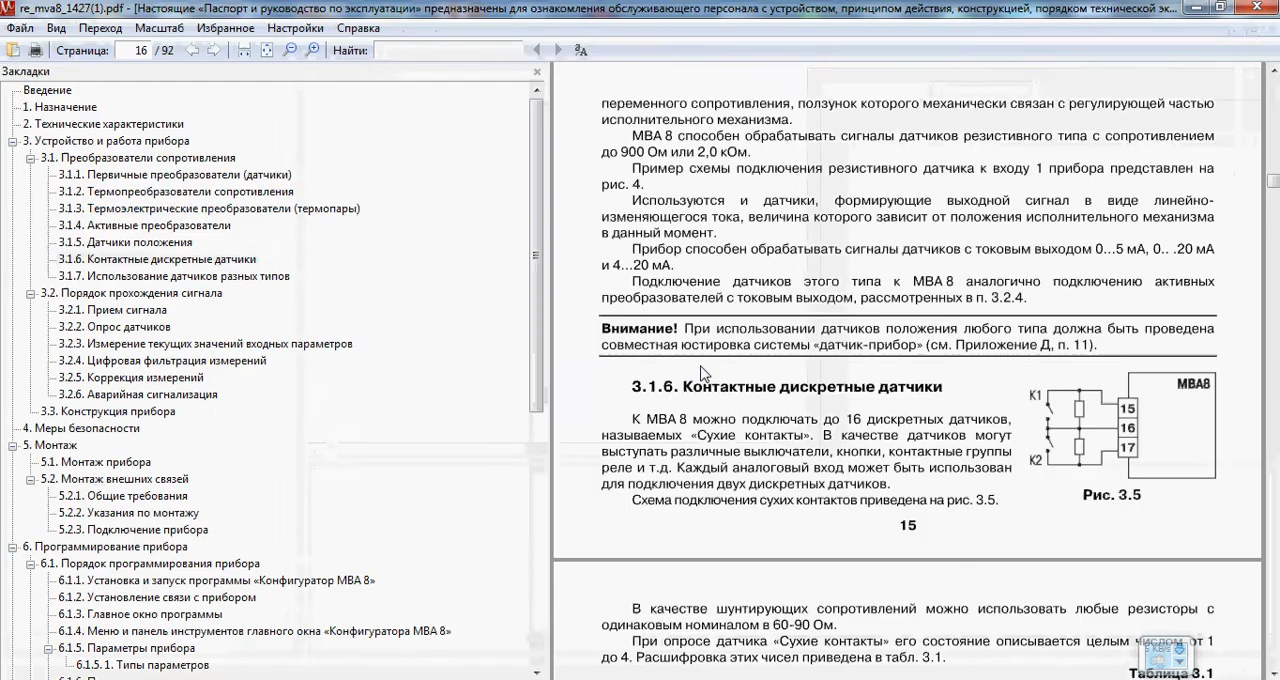 re_mva8_1427(1).pdf - [Настоящие «Паспорт и руководство по эксплуатации» предназначены для ознакомления обслуживающего персонала с устройством, принципом действия, конструкцией, порядком технической эк...
Файл Вид Переход Масштаб Избранное Настройки Справка
Страница: 16 / 92 Найти:
Закладки
Введение
1. Назначение
2. Технические характеристики
3. Устройство и работа прибора
3.1. Преобразователи сопротивления
3.1.1. Первичные преобразователи (датчики)
3.1.2. Термопреобразователи сопротивления
3.1.3. Термоэлектрические преобразователи (термопары)
3.1.4. Активные преобразователи
3.1.5. Датчики положения
3.1.6. Контактные дискретные датчики
3.1.7. Использование датчиков разных типов
3.2. Порядок прохождения сигнала
3.2.1. Прием сигнала
3.2.2. Опрос датчиков
3.2.3. Измерение текущих значений входных параметров
3.2.4. Цифровая фильтрация измерений
3.2.5. Коррекция измерений
3.2.6. Аварийная сигнализация
3.3. Конструкция прибора
4. Меры безопасности
5. Монтаж
5.1. Монтаж прибора
5.2. Монтаж внешних связей
5.2.1. Общие требования
5.2.2. Указания по монтажу
5.2.3. Подключение прибора
6. Программирование прибора
6.1. Порядок программирования прибора
6.1.1. Установка и запуск программы «Конфигуратор МВА 8»
6.1.2. Установление связи с прибором
6.1.3. Главное окно программы
6.1.4. Меню и панель инструментов главного окна «Конфигуратора МВА 8»
6.1.5. Параметры прибора
6.1.5. 1. Типы параметров
переменного сопротивления, ползунок которого механически связан с регулирующей частью
исполнительного механизма.
МВА 8 способен обрабатывать сигналы датчиков резистивного типа с сопротивлением
до 900 Ом или 2,0 кОм.
Пример схемы подключения резистивного датчика к входу 1 прибора представлен на
рис. 4.
Используются и датчики, формирующие выходной сигнал в виде линейно-
изменяющегося тока, величина которого зависит от положения исполнительного механизма
в данный момент.
Прибор способен обрабатывать сигналы датчиков с токовым выходом 0...5 мА, 0.. .20 мА
и 4...20 мА.
Подключение датчиков этого типа к МВА 8 аналогично подключению активных
преобразователей с токовым выходом, рассмотренных в п. 3.2.4.
Внимание! При использовании датчиков положения любого типа должна быть проведена
совместная юстировка системы «датчик-прибор» (см. Приложение Д, п. 11).
3.1.6. Контактные дискретные датчики
К МВА 8 можно подключать до 16 дискретных датчиков,
называемых «Сухие контакты». В качестве датчиков могут
выступать различные выключатели, кнопки, контактные группы
реле и т.д. Каждый аналоговый вход может быть использован
для подключения двух дискретных датчиков.
Схема подключения сухих контактов приведена на рис. 3.5.
К1
К2
15
16
17
МВА8
Рис. 3.5
15
В качестве шунтирующих сопротивлений можно использовать любые резисторы с
одинаковым номиналом в 60-90 Ом.
При опросе датчика «Сухие контакты» его состояние описывается целым числом от 1
до 4. Расшифровка этих чисел приведена в табл. 3.1.
Таблица 3.1